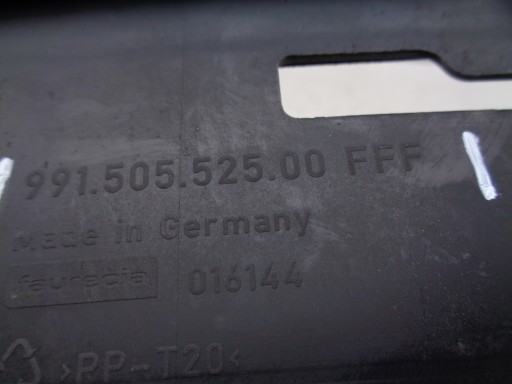 991.505.525.00 FFF
Made in Germany
faurecia 016144
>PP-T20<